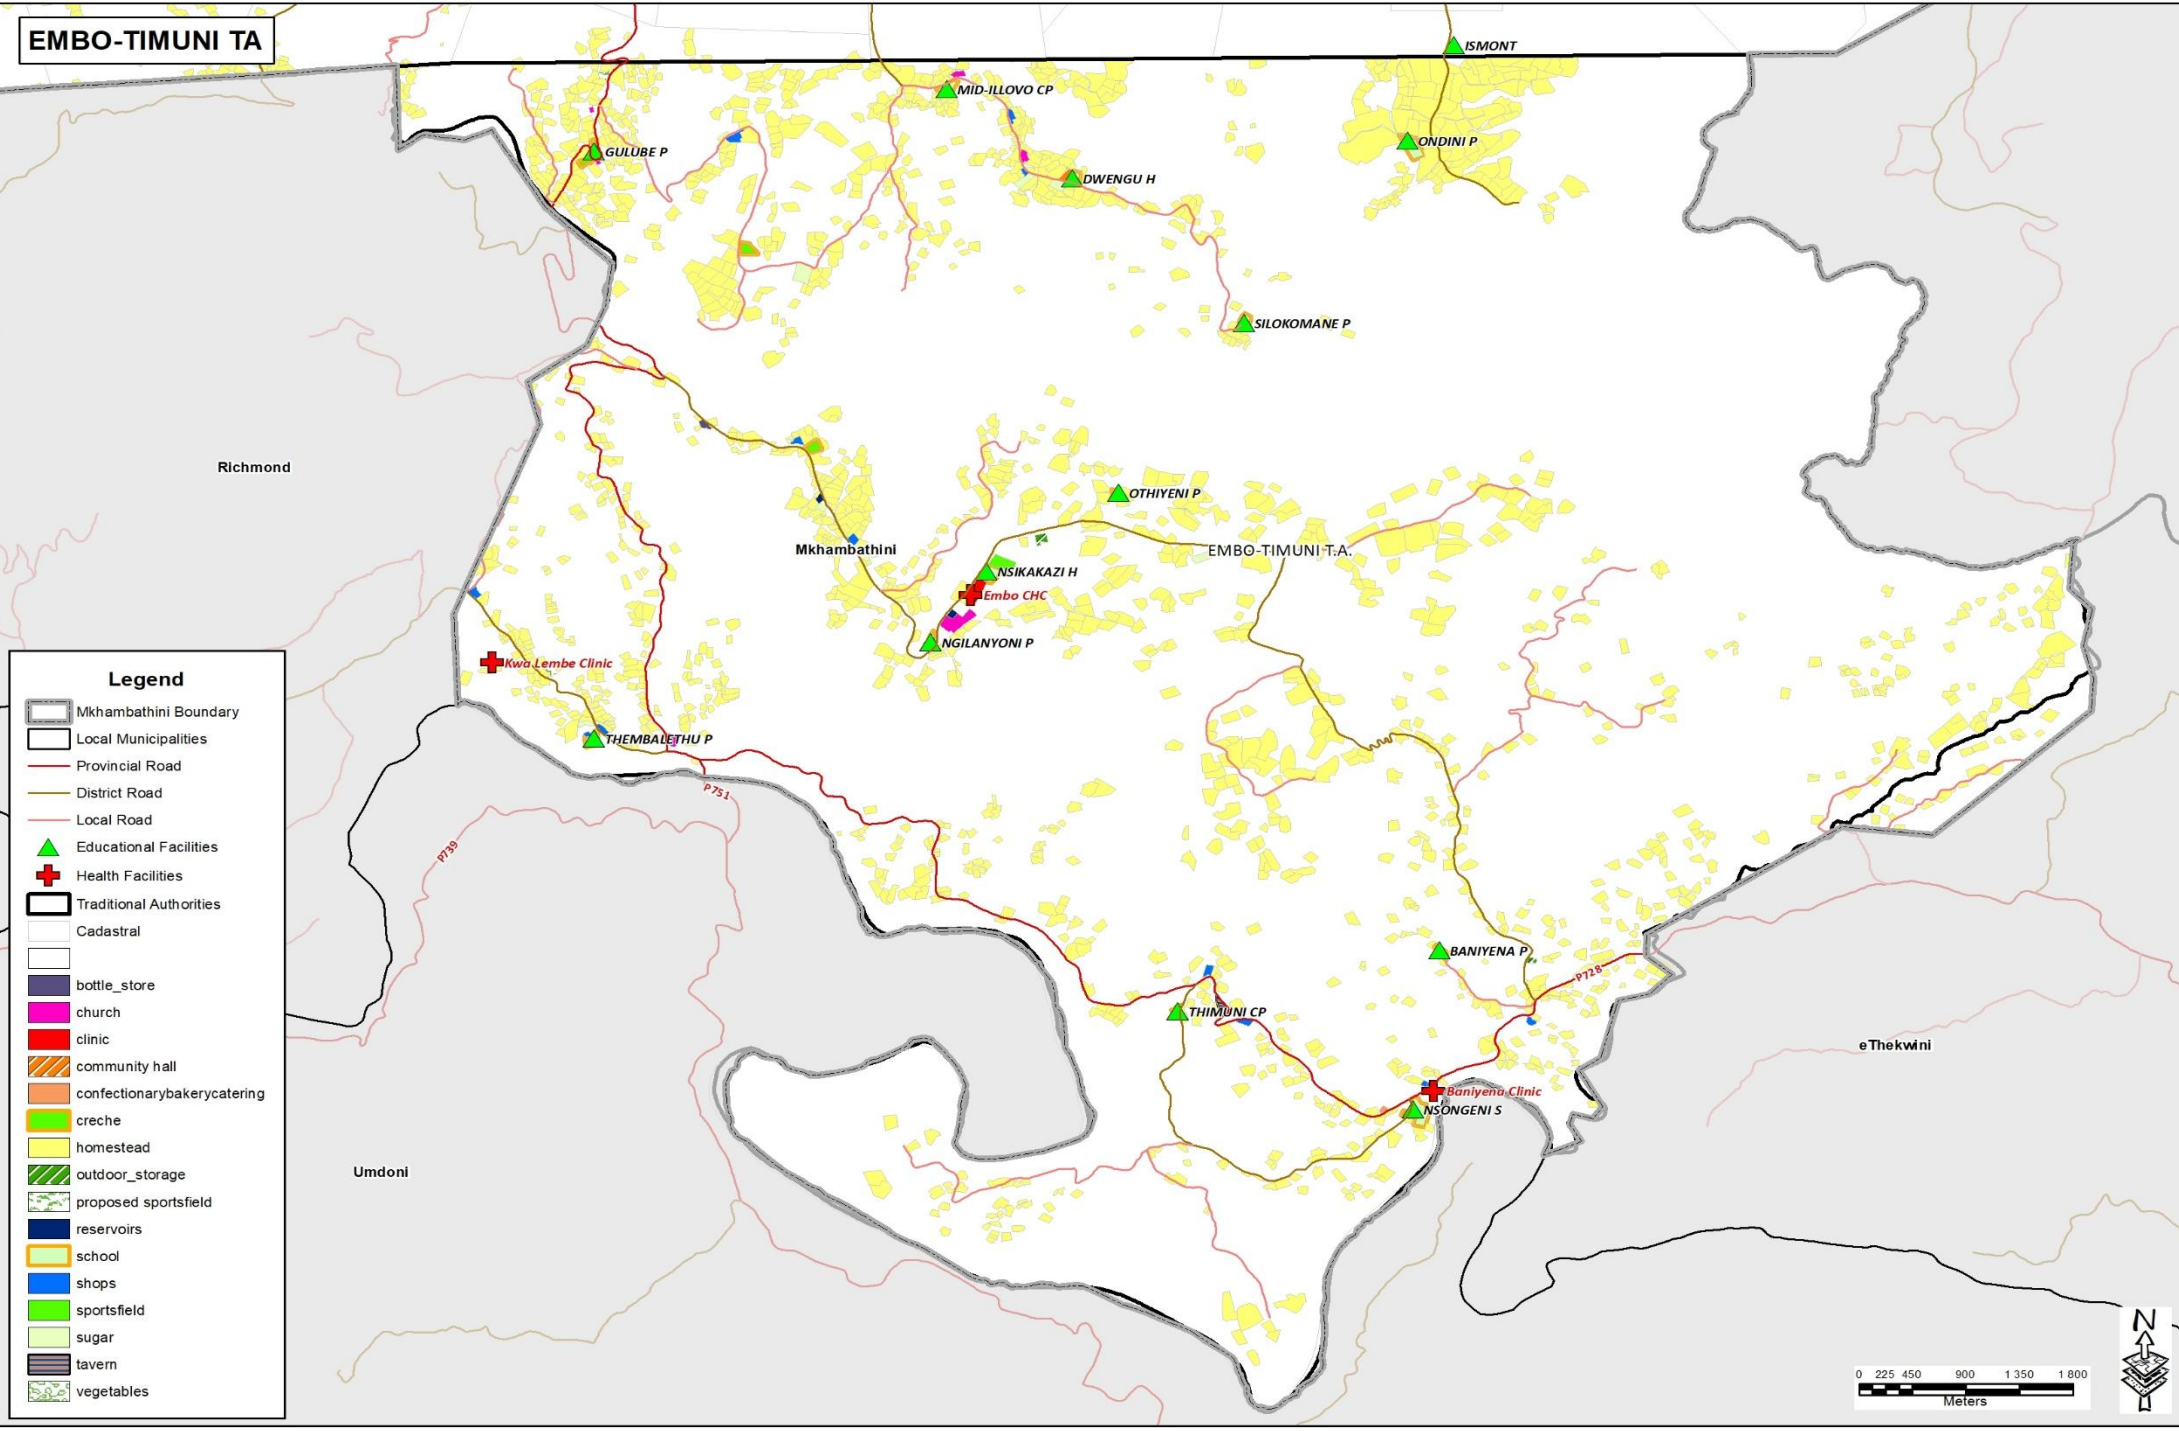 EMBO-TIMUNI TA
ISMONT
MID-ILLOVO CP
ONDINI P
GULUBE P
DWENGU H
SILOKOMANE P
Richmond
OTHIYENI P
Mkhambathini
EMBO-TIMUNI T.A.
NSIKAKAZI H
Embo CHC
NGILANYONI P
Kwa Lembe Clinic
THEMBALETHU P
P751
P739
BANIYENA P
P728
THIMUNI CP
eThekwini
Baniyena Clinic
NSONGENI S
Umdoni
Legend
Mkhambathini Boundary
Local Municipalities
Provincial Road
District Road
Local Road
Educational Facilities
Health Facilities
Traditional Authorities
Cadastral
bottle_store
church
clinic
community hall
confectionarybakerycatering
creche
homestead
outdoor_storage
proposed sportsfield
reservoirs
school
shops
sportsfield
sugar
tavern
vegetables
N
0 225 450 900 1 350 1 800
Meters